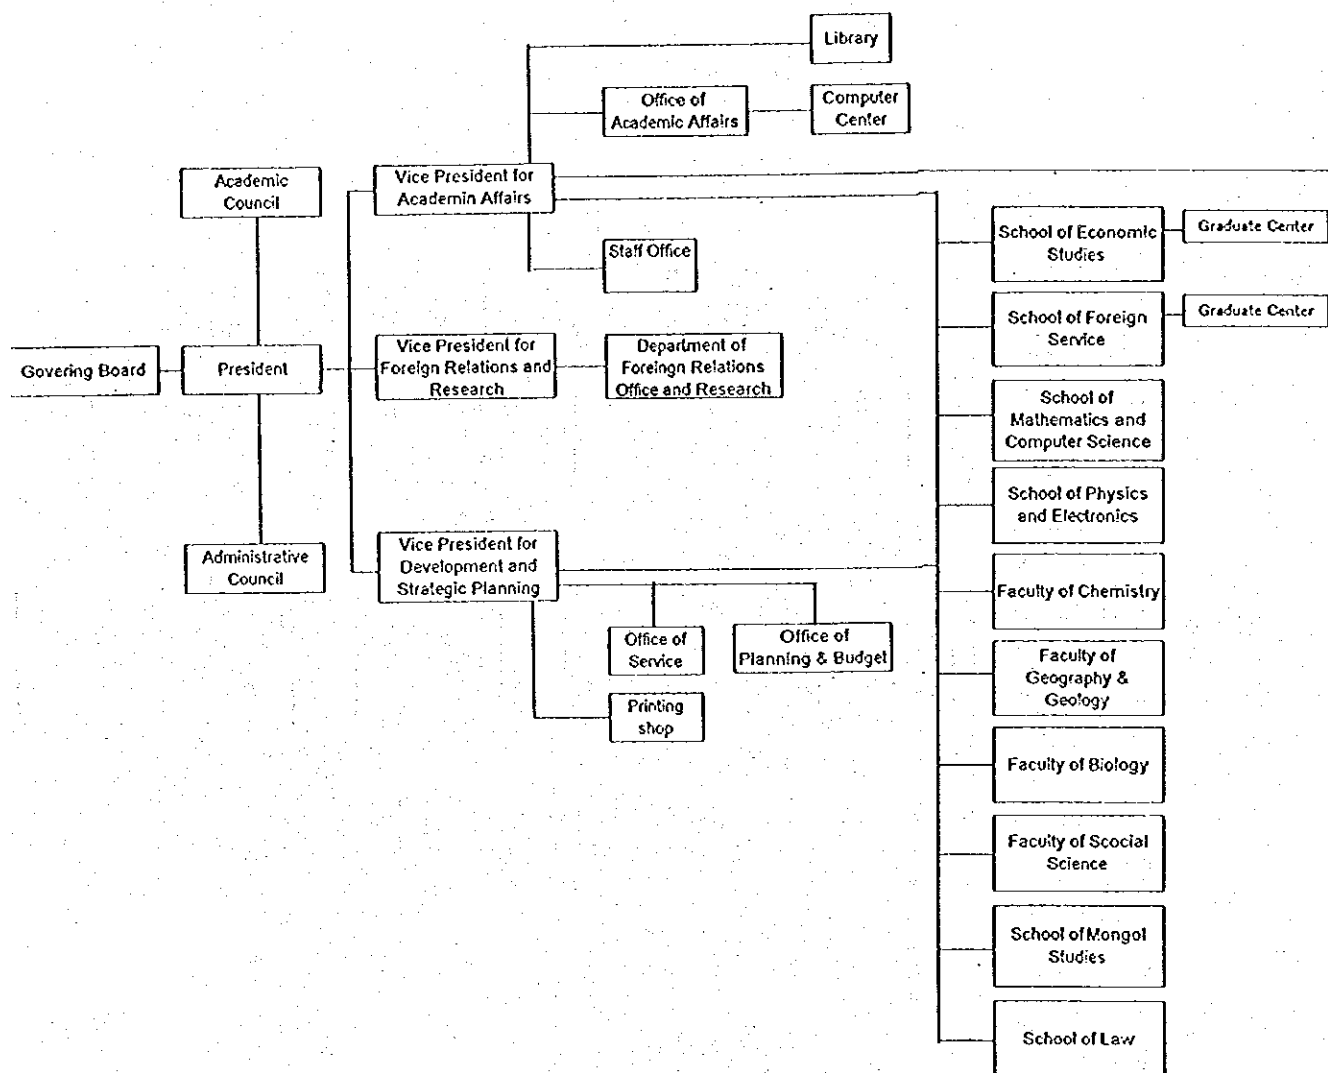 Library
Office of
Academic Affairs
Computer
Center
Academic
Council
Vice President for
Academin Affairs
Staff Office
School of Economic
Studies
Graduate Center
School of Foreign
Service
Graduate Center
Govering Board
President
Vice President for
Foreign Relations and
Research
Department of
Foreingn Relations
Office and Research
School of
Mathematics and
Computer Science
School of Physics
and Electronics
Administrative
Council
Vice President for
Development and
Strategic Planning
Faculty of Chemistry
Office of
Service
Office of
Planning & Budget
Faculty of
Geography &
Geology
Printing
shop
Faculty of Biology
Faculty of Scocial
Science
School of Mongol
Studies
School of Law